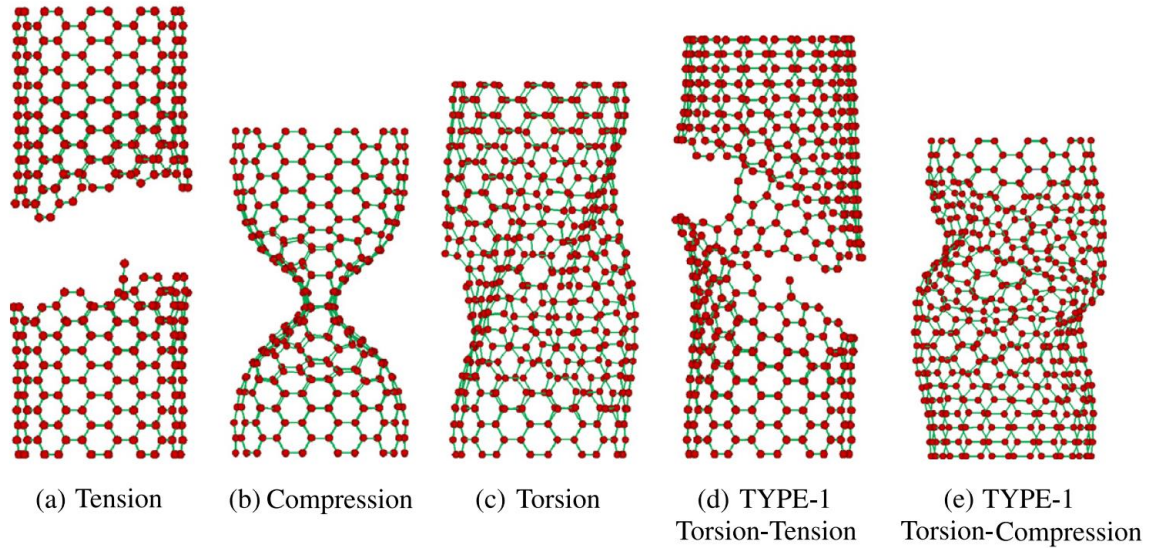 (a) Tension
(b) Compression
(c) Torsion
(d) TYPE-1
Torsion-Tension
(e) TYPE-1
Torsion-Compression